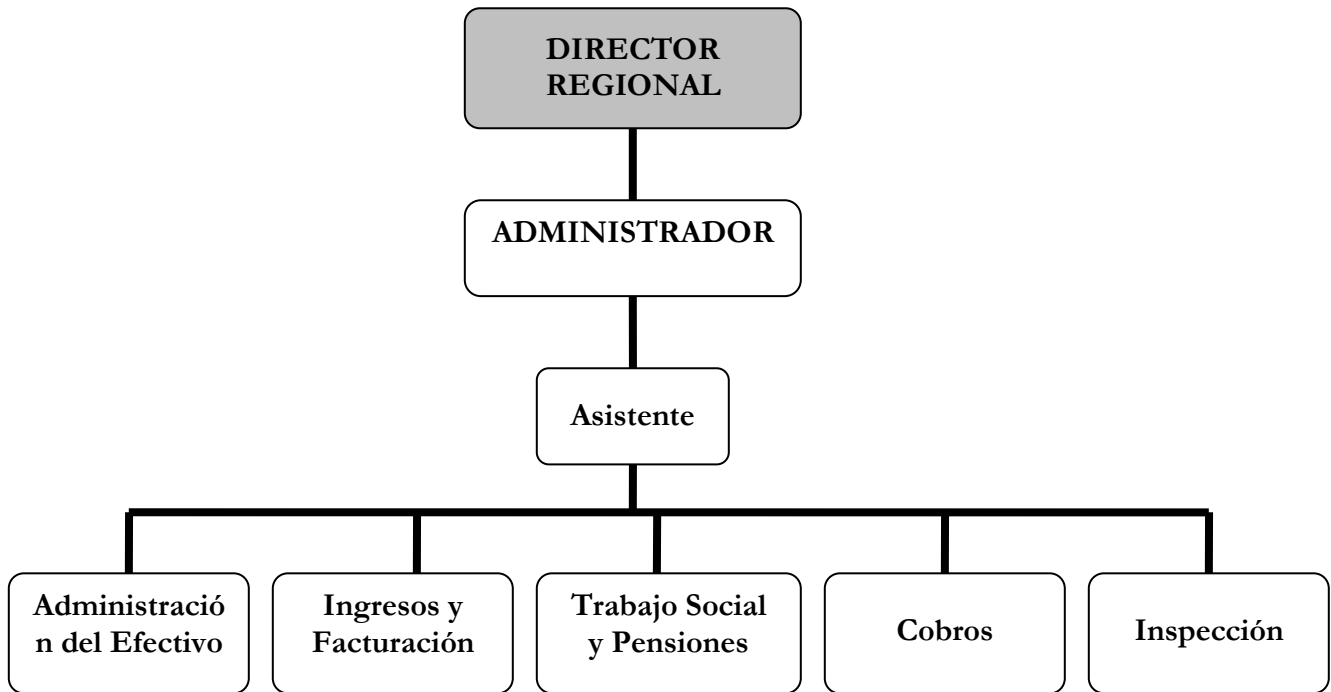 DIRECTOR
REGIONAL
ADMINISTRADOR
Asistente
Administració
n del Efectivo
Ingresos y
Facturación
Trabajo Social
y Pensiones
Cobros
Inspección